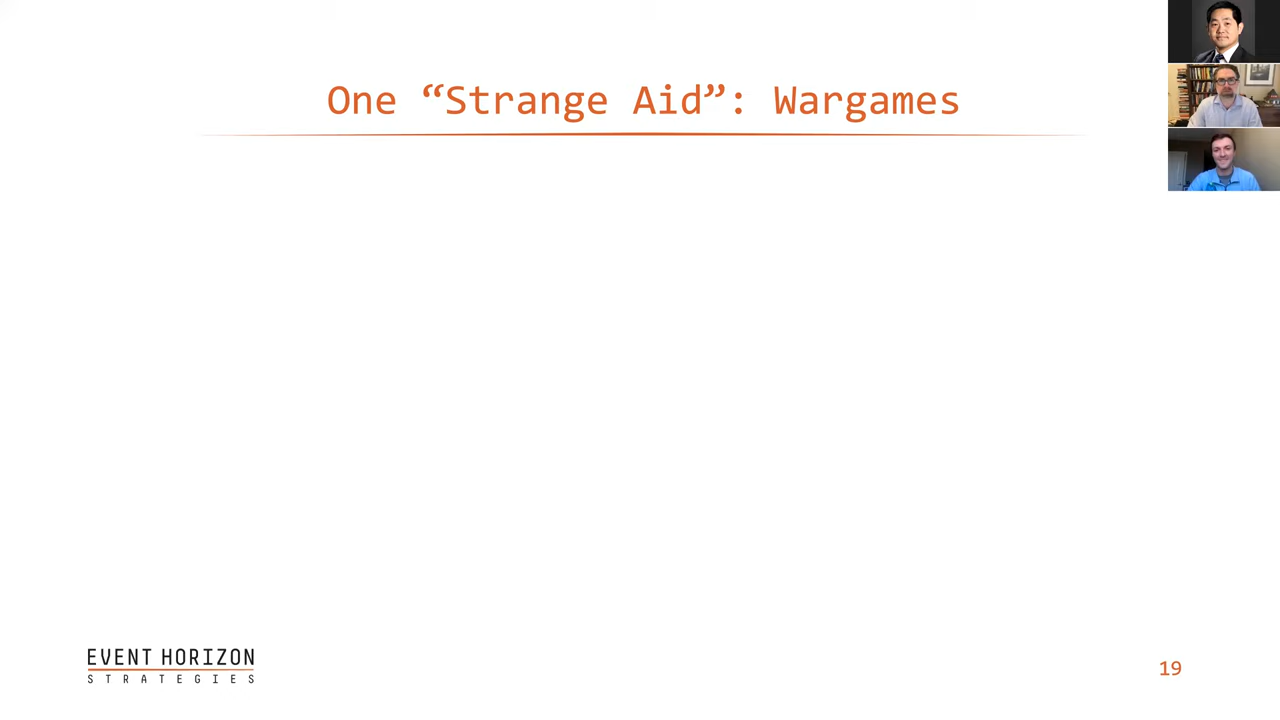 One “Strange Aid”: Wargames
EVENT HORIZON
STRATEGIES
19